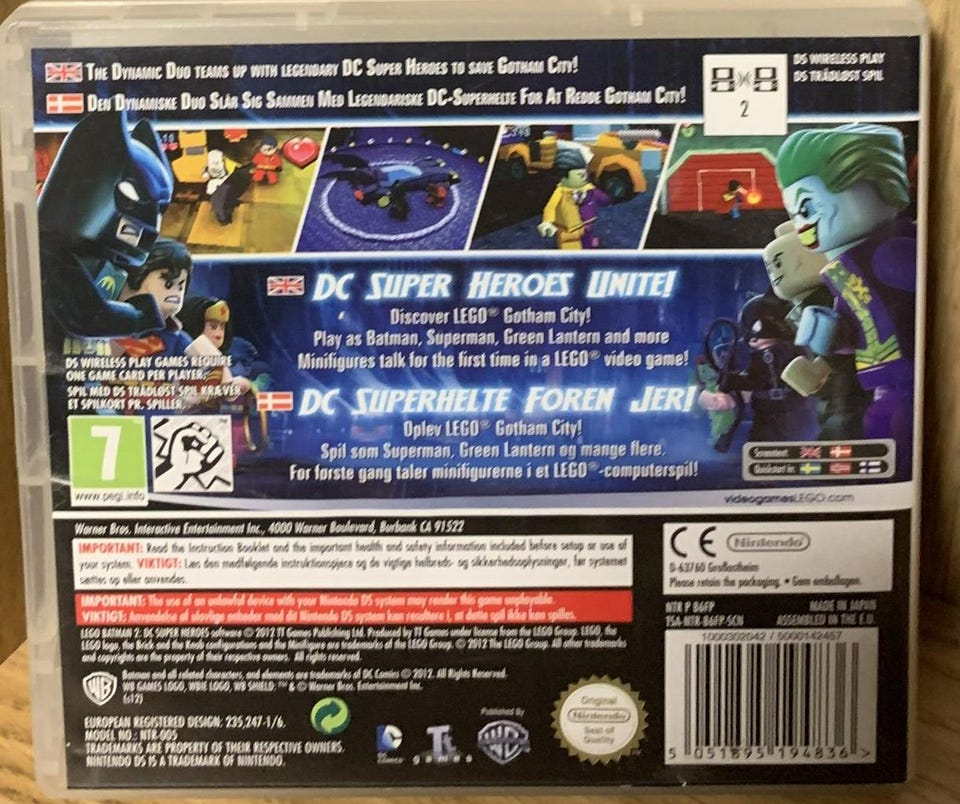 THE DYNAMIC DUO TEAMS UP WITH LEGENDARY DC SUPER HEROES TO SAVE GOTHAM CITY!
DEN DYNAMISKE DUO SLÅR SIG SAMMEN MED LEGENDARISKE DC-SUPERHELTE FOR AT REDDE GOTHAM CITY!
2
DS WIRELESS PLAY
DS TRÅDLØST SPIL
DC SUPER HEROES UNITE!
Discover LEGO® Gotham City!
Play as Batman, Superman, Green Lantern and more
Minifigures talk for the first time in a LEGO® video game!
DS WIRELESS PLAY GAMES REQUIRE
ONE GAME CARD PER PLAYER.
SPIL MED DS TRÅDLØST SPIL KRÆVER
ET SPILKORT PR. SPILLER.
DC SUPERHELTE FOREN JER!
Oplev LEGO® Gotham City!
Spil som Superman, Green Lantern og mange flere.
For første gang taler minifigurerne i et LEGO®-computerspil!
7
www.pegi.info
Screentext
Quickstart in
videogames.LEGO.com
Warner Bros. Interactive Entertainment Inc., 4000 Warner Boulevard, Burbank CA 91522
IMPORTANT: Read the Instruction Booklet and the important health and safety information included before setup or use of
your system. VIKTIGT: Læs den medfølgende instruktionspjece og de vigtige helbreds- og sikkerhedsoplysninger, før systemet
sættes op eller anvendes.
IMPORTANT: The use of an unlawful device with your Nintendo DS system may render this game unplayable.
VIKTIGT: Anvendelse af ulovlige enheder med dit Nintendo DS system kan resultere i, at dette spil ikke kan spilles.
LEGO BATMAN 2: DC SUPER HEROES software © 2012 TT Games Publishing Ltd. Produced by TT Games under license from the LEGO Group. LEGO, the
LEGO logo, the Brick and the Knob configurations and the Minifigure are trademarks of the LEGO Group. © 2012 The LEGO Group. All other trademarks
and copyrights are the property of their respective owners. All rights reserved.
WB
Batman and all related characters, and elements are trademarks of DC Comics © 2012. All Rights Reserved.
WB GAMES LOGO, WBIE LOGO, WB SHIELD: ™ & © Warner Bros. Entertainment Inc.
(s12)
EUROPEAN REGISTERED DESIGN: 235.247-1/6.
MODEL NO.: NTR-005
TRADEMARKS ARE PROPERTY OF THEIR RESPECTIVE OWNERS.
NINTENDO DS IS A TRADEMARK OF NINTENDO.
DC
COMICS
TT
games
Published By
WB
Original
Nintendo
Seal of
Quality
CE Nintendo
D-63760 Großostheim
Please retain the packaging. • Gem emballagen.
NTR P B6FP
TSA-NTR-B6FP-SCN
MADE IN JAPAN
ASSEMBLED IN THE E.U.
1000302042 / 5000142457
5 051895 194836 >